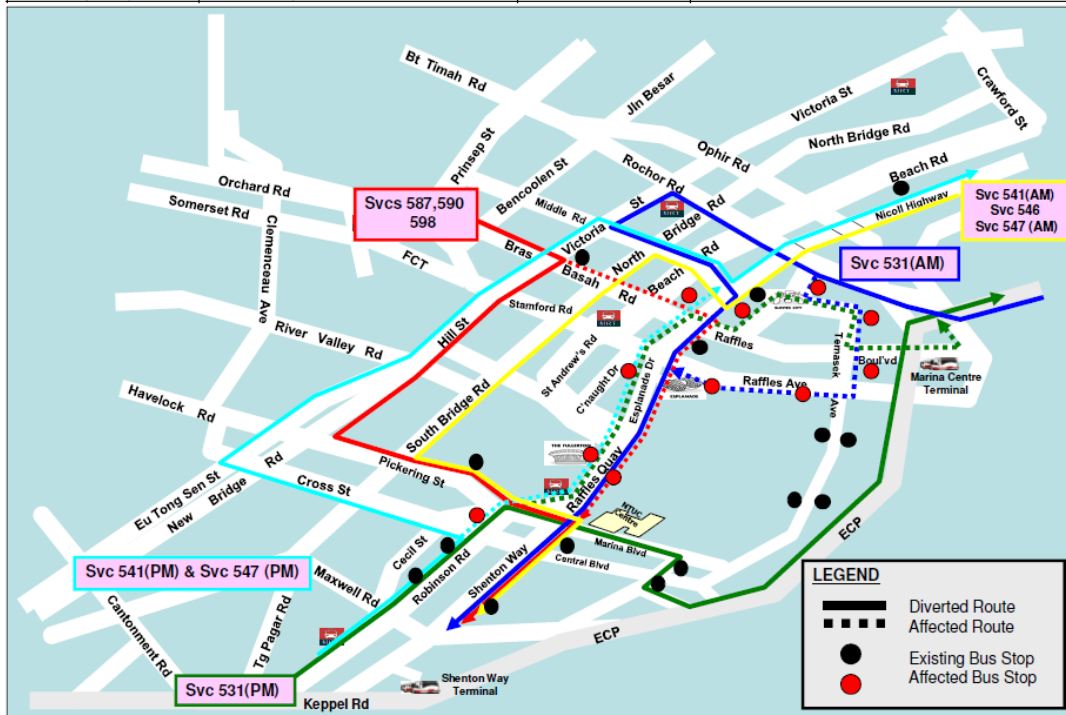 Bt Timah Rd
Jln Besar
Victoria St
Crawford St
Prinsep St
North Bridge Rd
Ophir Rd
Rochor Rd
Beach Rd
Bencoolen St
Orchard Rd
Somerset Rd
Clemenceau Ave
Svcs 587,590
598
Middle Rd
Victoria St
Nicoll Highway
Svc 541(AM)
Svc 546
Svc 547 (AM)
Bras Basah Rd
North Bridge Rd
Beach Rd
Svc 531(AM)
FCT
Stamford Rd
River Valley Rd
Hill St
St Andrew's Rd
C'naught Dr
Esplanade Dr
Raffles Boul'vd
Temasek Ave
Marina Centre
Terminal
Raffles Ave
ESPLANADE
Havelock Rd
South Bridge Rd
THE FULLERTON
Pickering St
Raffles Quay
Eu Tong Sen St
New Bridge Rd
Cross St
NTUC
Centre
Cecil St
Robinson Rd
Shenton Way
Marina Blvd
Central Blvd
ECP
Svc 541(PM) & Svc 547 (PM)
Maxwell Rd
Cantonment Rd
Tg Pagar Rd
ECP
Svc 531(PM)
Keppel Rd
Shenton Way
Terminal
LEGEND
Diverted Route
Affected Route
Existing Bus Stop
Affected Bus Stop